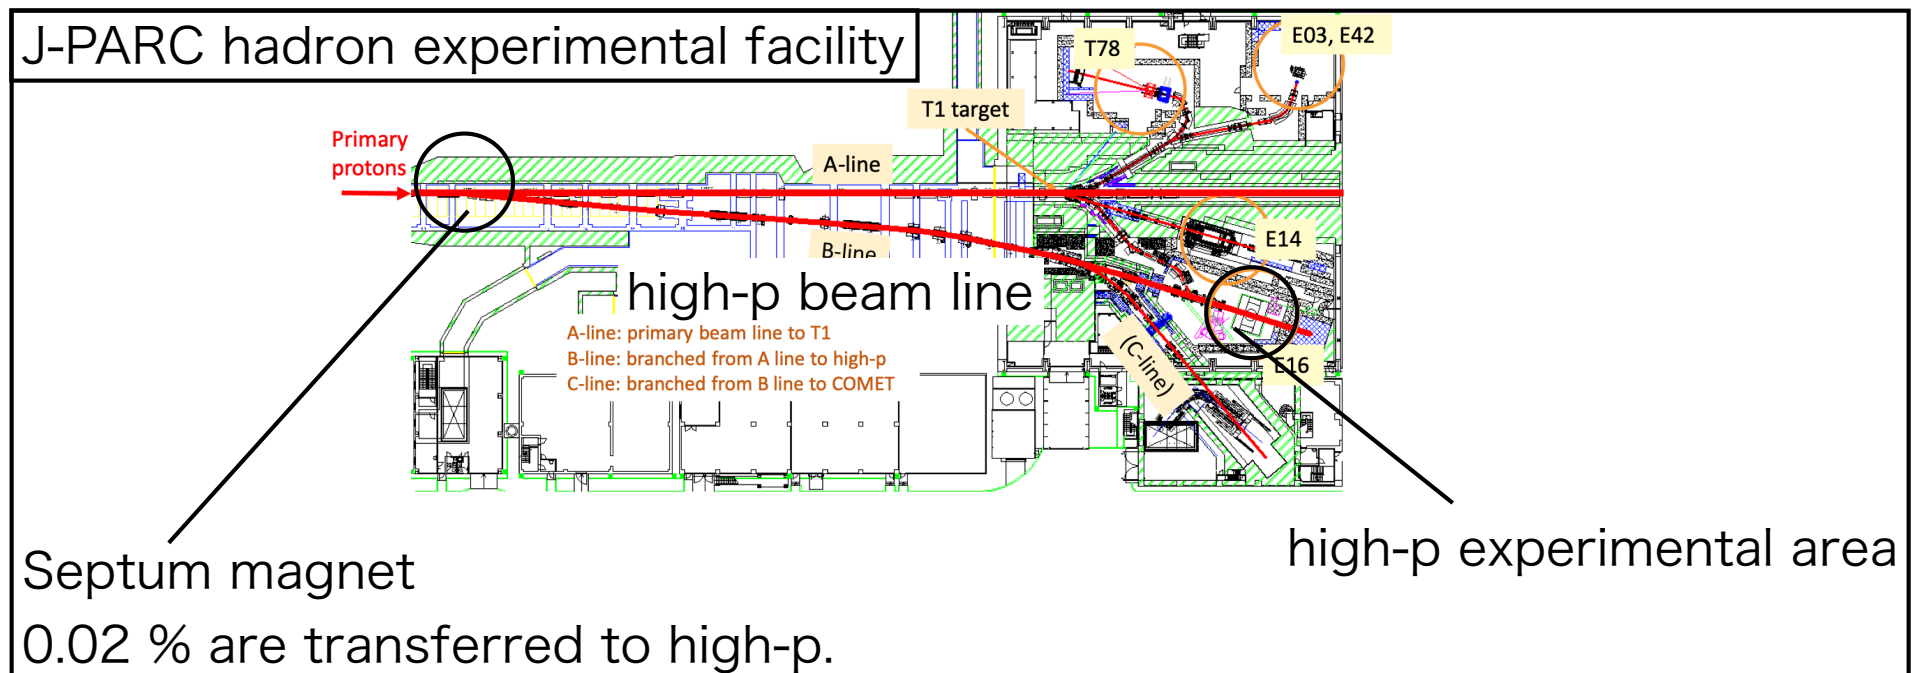 J-PARC hadron experimental facility
T78
E03, E42
T1 target
Primary
protons
A-line
B-line
E14
high-p beam line
A-line: primary beam line to T1
B-line: branched from A line to high-p
C-line: branched from B line to COMET
(C-line)
E16
high-p experimental area
Septum magnet
0.02 % are transferred to high-p.